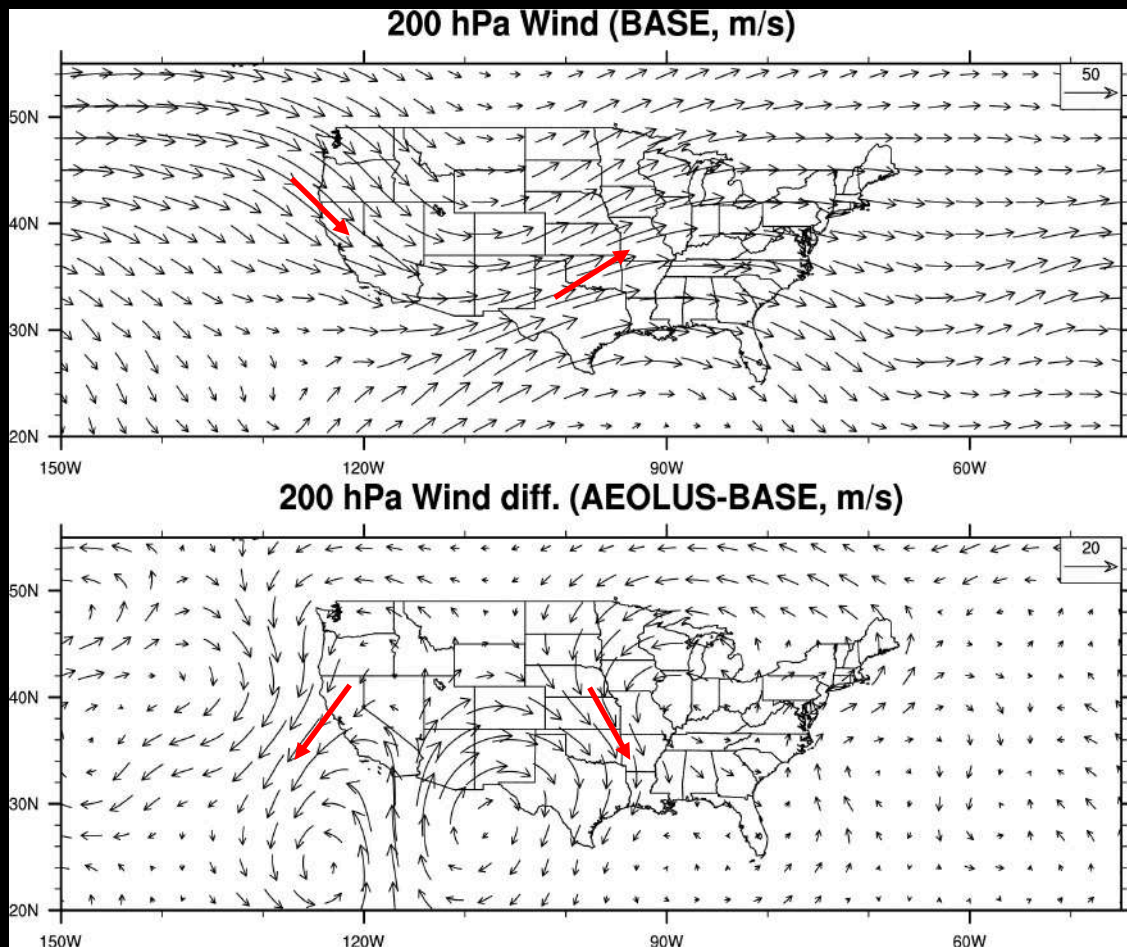 200 hPa Wind (BASE, m/s)
50
50N
40N
30N
20N
150W 120W 90W 60W
200 hPa Wind diff. (AEOLUS-BASE, m/s)
20
50N
40N
30N
20N
150W 120W 90W 60W